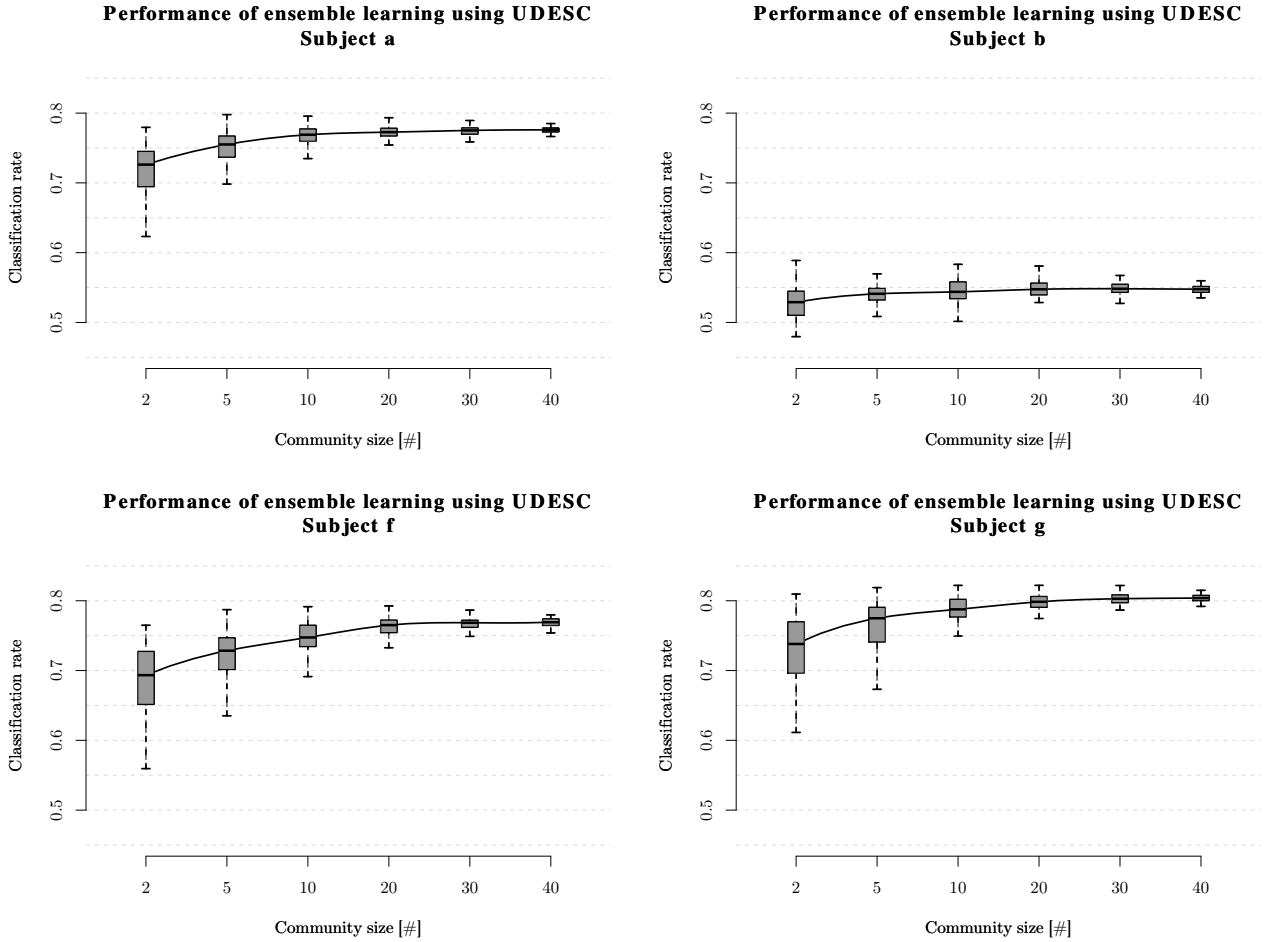 Performance of ensemble learning using UDESC
Subject a
Classification rate
0.8
0.7
0.6
0.5
2 5 10 20 30 40
Community size [#]
Performance of ensemble learning using UDESC
Subject b
Classification rate
0.8
0.7
0.6
0.5
2 5 10 20 30 40
Community size [#]
Performance of ensemble learning using UDESC
Subject f
Classification rate
0.8
0.7
0.6
0.5
2 5 10 20 30 40
Community size [#]
Performance of ensemble learning using UDESC
Subject g
Classification rate
0.8
0.7
0.6
0.5
2 5 10 20 30 40
Community size [#]